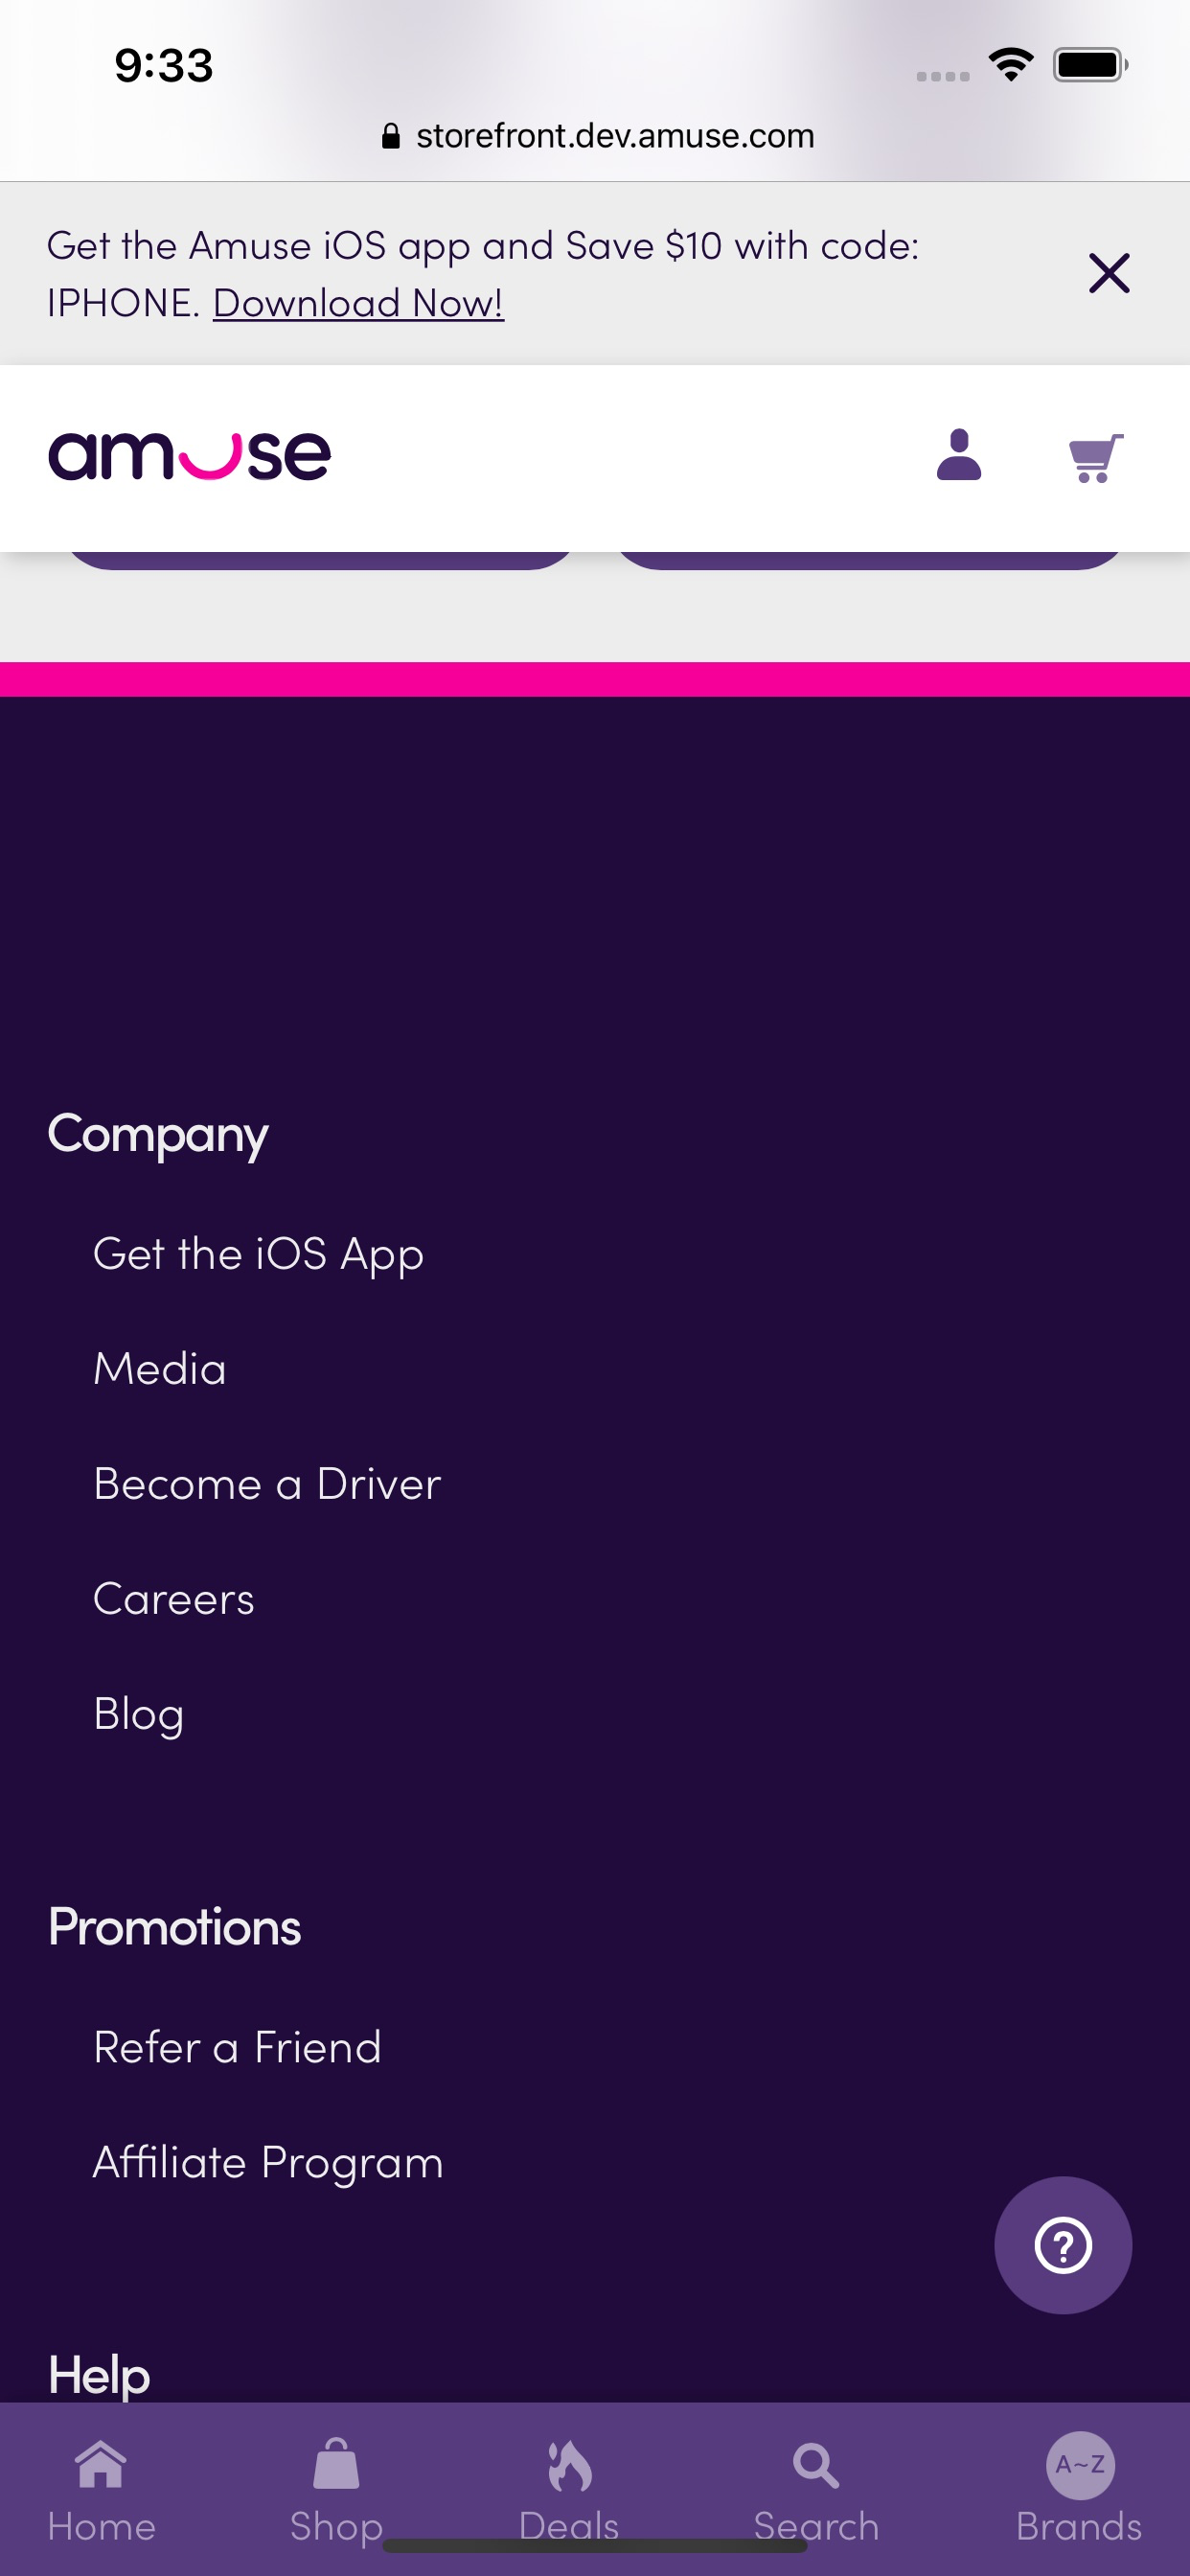 9:33
storefront.dev.amuse.com
Get the Amuse iOS app and Save $10 with code:
IPHONE. Download Now!
amuse
Company
Get the iOS App
Media
Become a Driver
Careers
Blog
Promotions
Refer a Friend
Affiliate Program
?
Help
A~Z
Home Shop Deals Search Brands